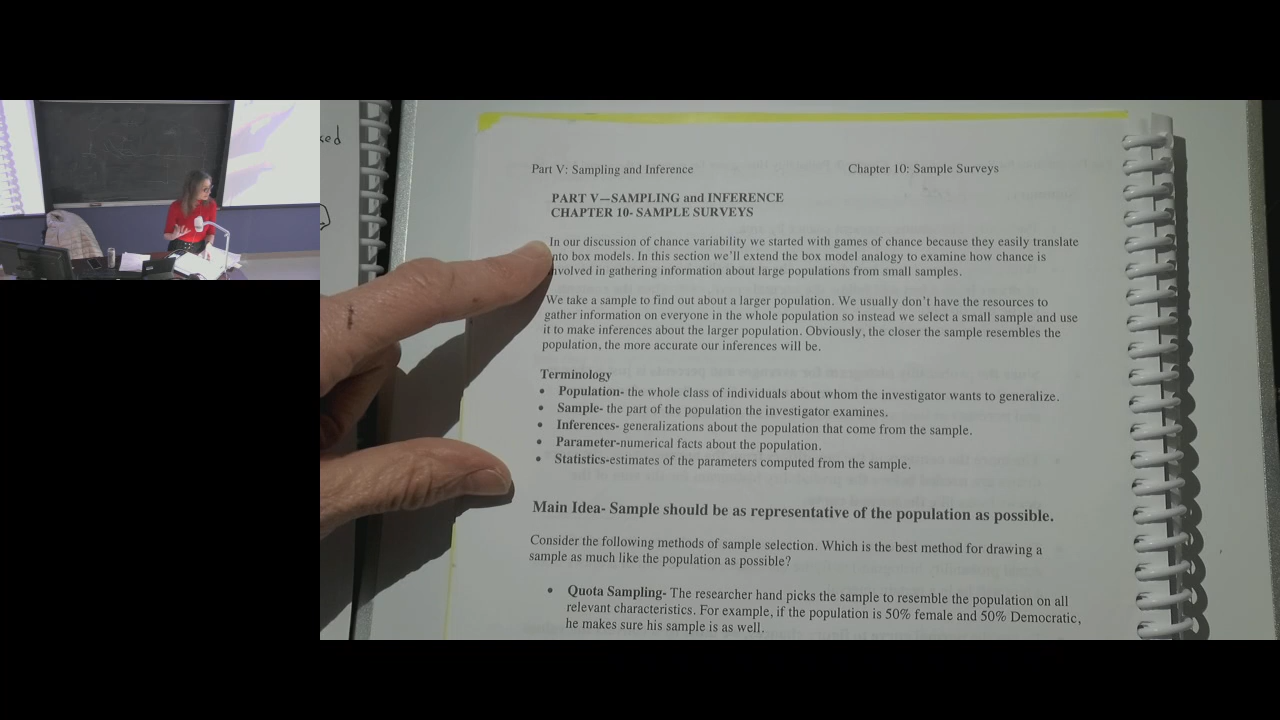 Part V: Sampling and Inference
Chapter 10: Sample Surveys
PART V—SAMPLING and INFERENCE
CHAPTER 10- SAMPLE SURVEYS
In our discussion of chance variability we started with games of chance because they easily translate
into box models. In this section we'll extend the box model analogy to examine how chance is
involved in gathering information about large populations from small samples.
We take a sample to find out about a larger population. We usually don't have the resources to
gather information on everyone in the whole population so instead we select a small sample and use
it to make inferences about the larger population. Obviously, the closer the sample resembles the
population, the more accurate our inferences will be.
Terminology
• Population- the whole class of individuals about whom the investigator wants to generalize.
• Sample- the part of the population the investigator examines.
• Inferences- generalizations about the population that come from the sample.
• Parameter-numerical facts about the population.
• Statistics-estimates of the parameters computed from the sample.
Main Idea- Sample should be as representative of the population as possible.
Consider the following methods of sample selection. Which is the best method for drawing a
sample as much like the population as possible?
• Quota Sampling- The researcher hand picks the sample to resemble the population on all
relevant characteristics. For example, if the population is 50% female and 50% Democratic,
he makes sure his sample is as well.